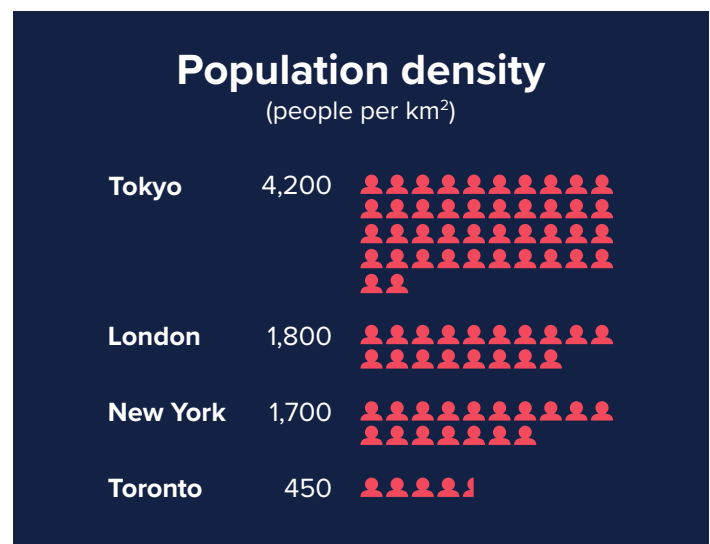 Population density
(people per km²)
Tokyo 4,200
London 1,800
New York 1,700
Toronto 450